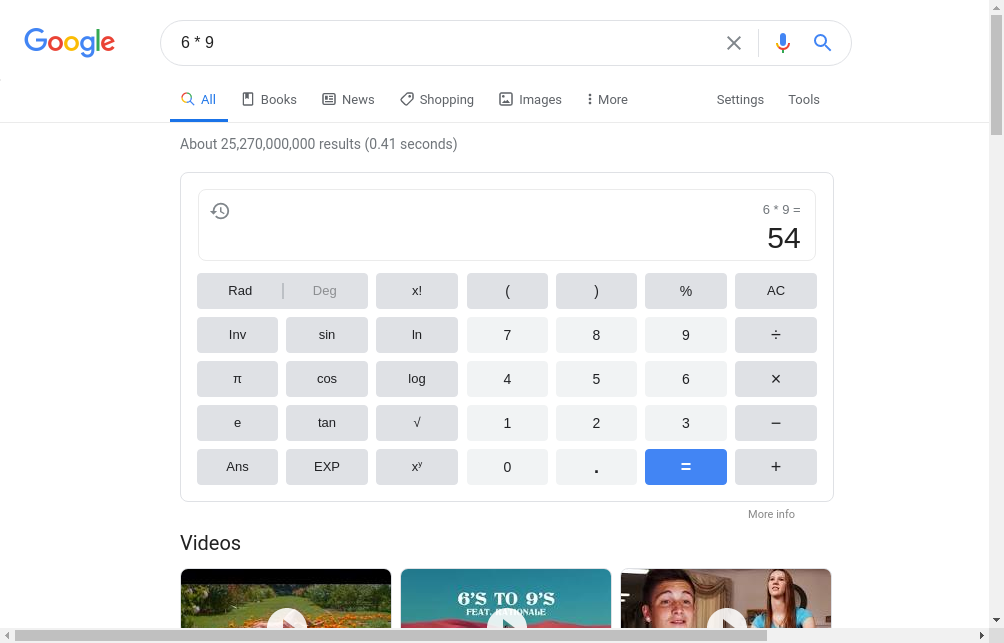 Google
6 * 9
All
Books
News
Shopping
Images
More
Settings
Tools
About 25,270,000,000 results (0.41 seconds)
6 * 9 =
54
Rad | Deg x! ( ) % AC
Inv sin ln 7 8 9 ÷
π cos log 4 5 6 ×
e tan √ 1 2 3 −
Ans EXP xʸ 0 . = +
More info
Videos
6'S TO 9'S
FEAT. RATIONALE